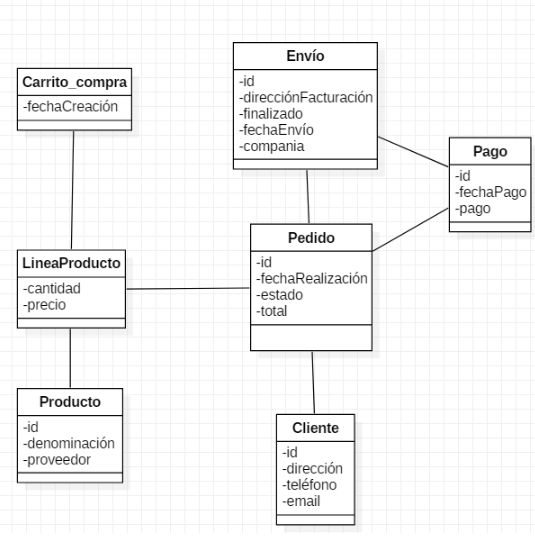 Envío
-id
-direcciónFacturación
-finalizado
-fechaEnvío
-compania
Carrito_compra
-fechaCreación
Pago
-id
-fechaPago
-pago
LineaProducto
-cantidad
-precio
Pedido
-id
-fechaRealización
-estado
-total
Producto
-id
-denominación
-proveedor
Cliente
-id
-dirección
-teléfono
-email